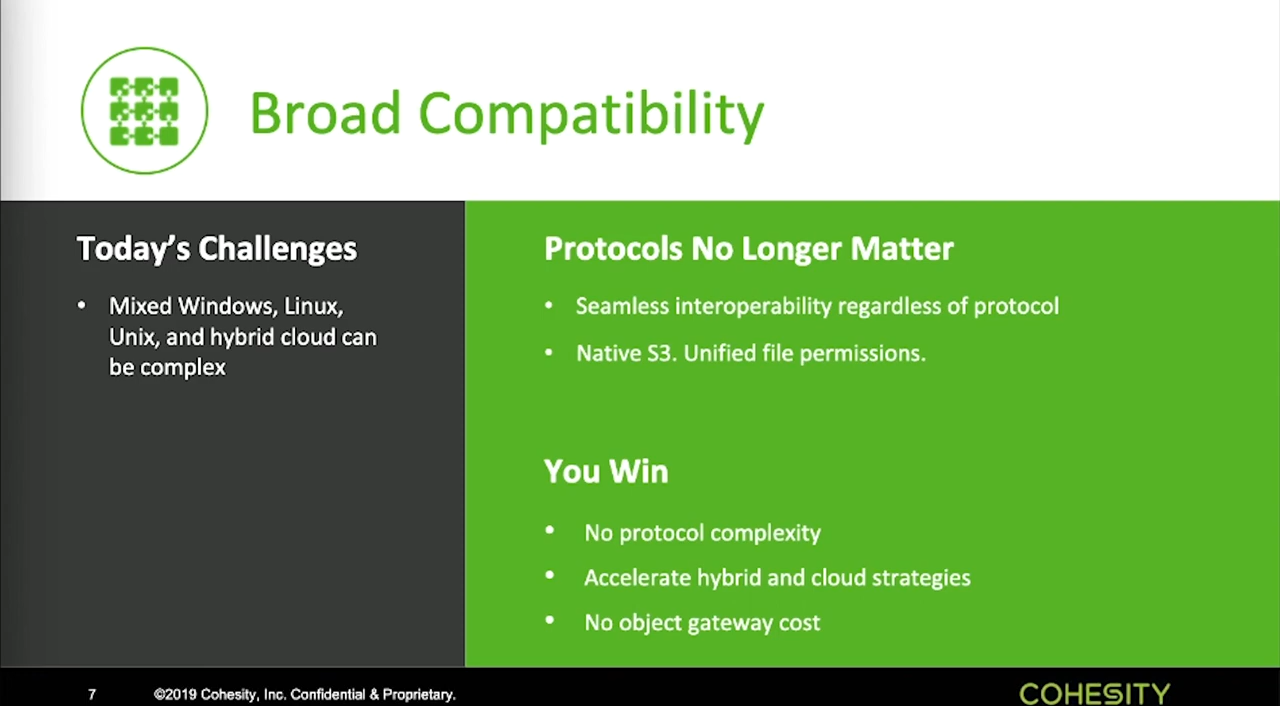 Broad Compatibility
Today's Challenges
• Mixed Windows, Linux,
Unix, and hybrid cloud can
be complex
Protocols No Longer Matter
• Seamless interoperability regardless of protocol
• Native S3. Unified file permissions.
You Win
• No protocol complexity
• Accelerate hybrid and cloud strategies
• No object gateway cost
7
©2019 Cohesity, Inc. Confidential & Proprietary.
COHESITY